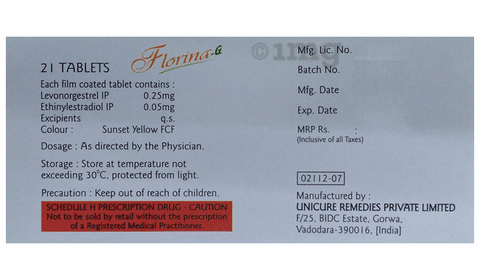 Florina-G
21 TABLETS
Each film coated tablet contains :
Levonorgestrel IP 0.25mg
Ethinylestradiol IP 0.05mg
Excipients q.s.
Colour : Sunset Yellow FCF
Dosage : As directed by the Physician.
Storage : Store at temperature not
exceeding 30°C, protected from light.
Precaution : Keep out of reach of children.
SCHEDULE H PRESCRIPTION DRUG - CAUTION
Not to be sold by retail without the prescription
of a Registered Medical Practitioner.
©1mg
Mfg. Lic. No.
Batch No.
Mfg. Date
Exp. Date
MRP Rs. :
(Inclusive of all Taxes)
02112-07
Manufactured by :
UNICURE REMEDIES PRIVATE LIMITED
F/25, BIDC Estate, Gorwa,
Vadodara-390016, [India]